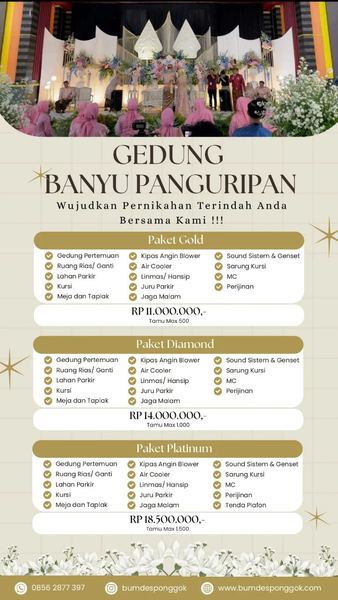 GEDUNG
BANYU PANGURIPAN
Wujudkan Pernikahan Terindah Anda
Bersama Kami !!!
Paket Gold
Gedung Pertemuan
Ruang Rias/ Ganti
Lahan Parkir
Kursi
Meja dan Taplak
Kipas Angin Blower
Air Cooler
Linmas/ Hansip
Juru Parkir
Jaga Malam
Sound Sistem & Genset
Sarung Kursi
MC
Perijinan
RP 11.000.000,-
Tamu Max 500
Paket Diamond
Gedung Pertemuan
Ruang Rias/ Ganti
Lahan Parkir
Kursi
Meja dan Taplak
Kipas Angin Blower
Air Cooler
Linmas/ Hansip
Juru Parkir
Jaga Malam
Sound Sistem & Genset
Sarung Kursi
MC
Perijinan
RP 14.000.000,-
Tamu Max 1.000
Paket Platinum
Gedung Pertemuan
Ruang Rias/ Ganti
Lahan Parkir
Kursi
Meja dan Taplak
Kipas Angin Blower
Air Cooler
Linmas/ Hansip
Juru Parkir
Jaga Malam
Sound Sistem & Genset
Sarung Kursi
MC
Perijinan
Tenda Plafon
RP 18.500.000,-
Tamu Max 1.500
0856 2877 397
bumdesponggok
www.bumdesponggok.com